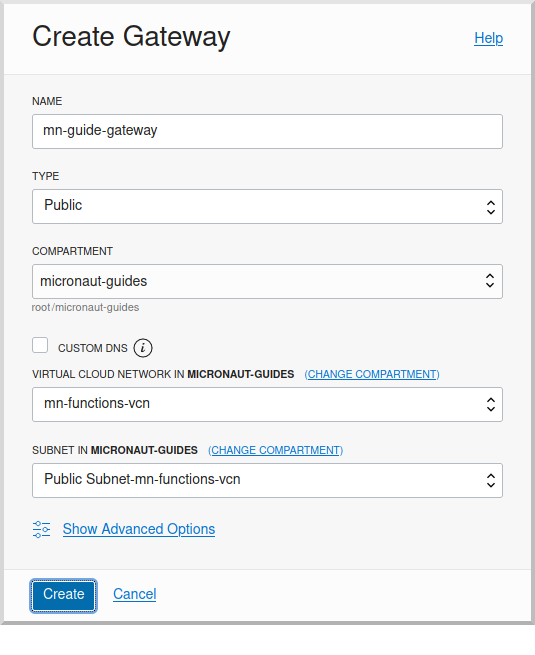 Create Gateway
Help
NAME
mn-guide-gateway
TYPE
Public
COMPARTMENT
micronaut-guides
root/micronaut-guides
CUSTOM DNS i
VIRTUAL CLOUD NETWORK IN MICRONAUT-GUIDES (CHANGE COMPARTMENT)
mn-functions-vcn
SUBNET IN MICRONAUT-GUIDES (CHANGE COMPARTMENT)
Public Subnet-mn-functions-vcn
Show Advanced Options
Create Cancel